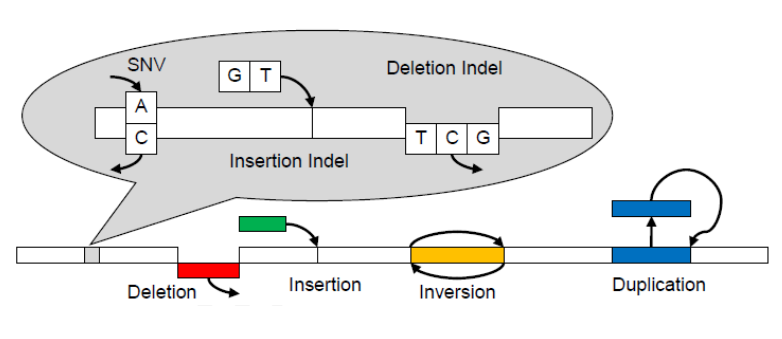 SNV
G T
Deletion Indel
A
C
T C G
Insertion Indel
Deletion
Insertion
Inversion
Duplication